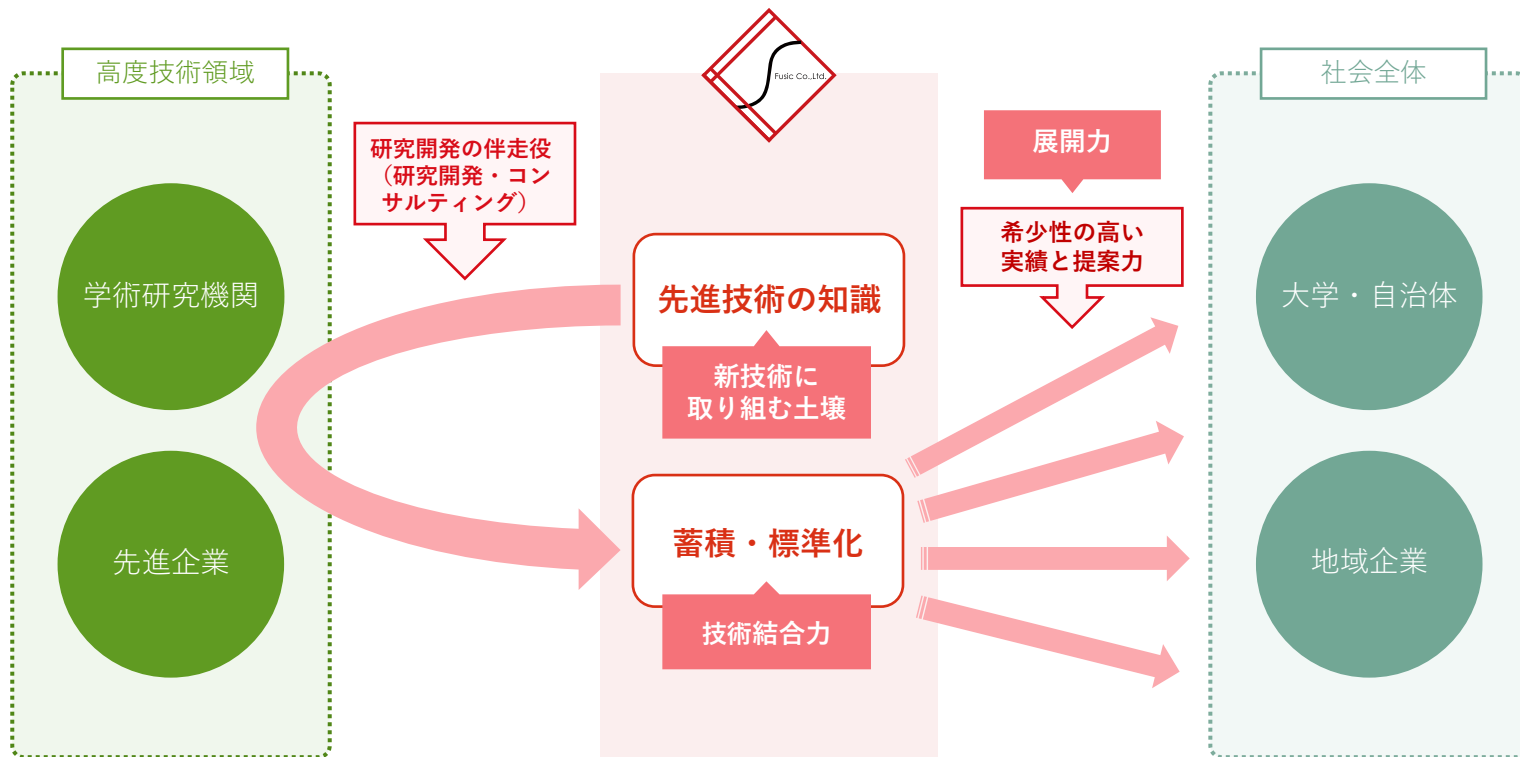 高度技術領域
学術研究機関
先進企業
研究開発の伴走役
（研究開発・コン
サルティング）
Fusic Co.,Ltd.
先進技術の知識
新技術に
取り組む土壌
蓄積・標準化
技術結合力
展開力
希少性の高い
実績と提案力
社会全体
大学・自治体
地域企業